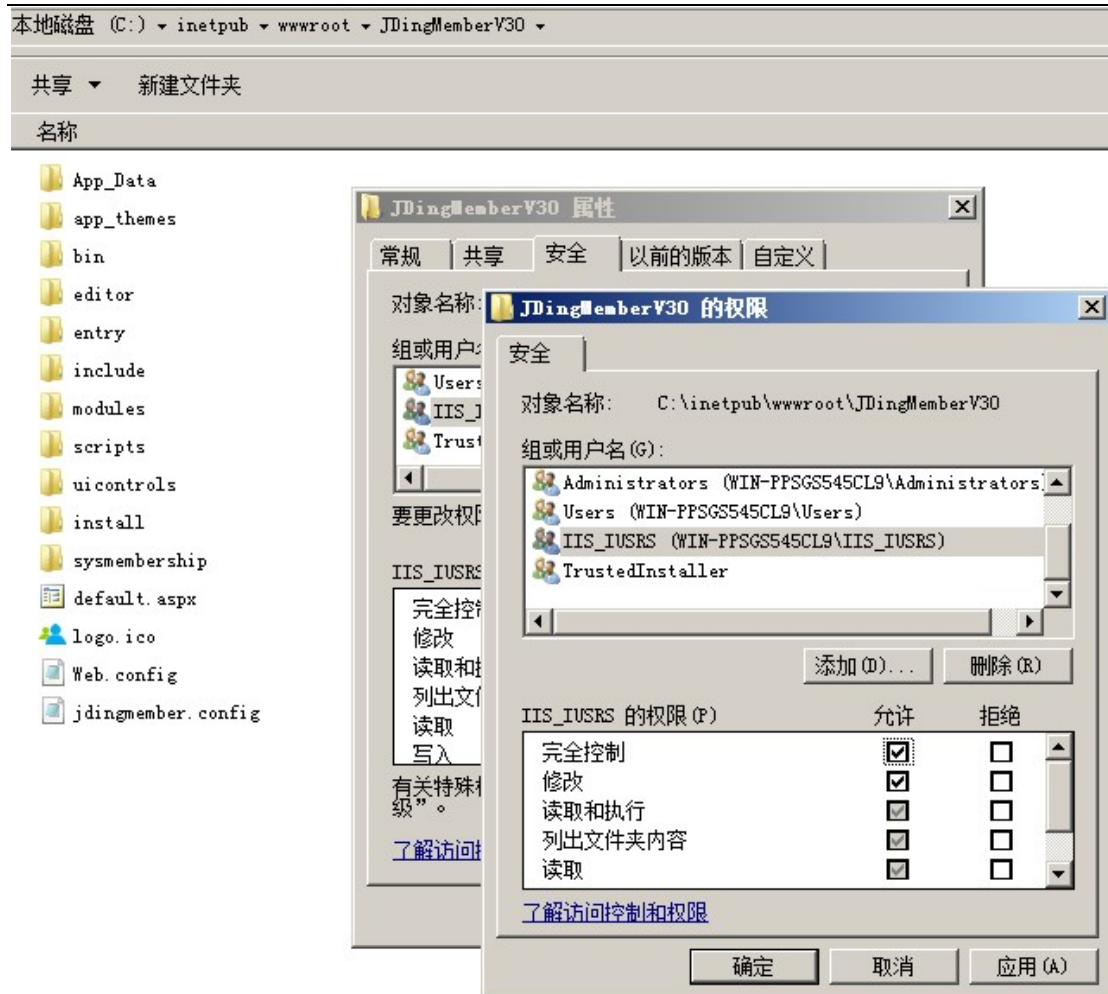 本地磁盘 (C:) ▾ inetpub ▾ wwwroot ▾ JDingMemberV30 ▾
共享 ▾ 新建文件夹
名称
App_Data
app_themes
bin
editor
entry
include
modules
scripts
uicontrols
install
sysmembership
default.aspx
logo.ico
Web.config
jdingmember.config
JDingMemberV30 属性
常规 共享 安全 以前的版本 自定义
对象名称:
组或用户
Users
IIS_I
Trust
要更改权
IIS_IUSRS
完全控
修改
读取和
列出文件
读取
写入
有关特殊
级”。
了解访问
JDingMemberV30 的权限
安全
对象名称: C:\inetpub\wwwroot\JDingMemberV30
组或用户名(G):
Administrators (WIN-PPSGS545CL9\Administrators)
Users (WIN-PPSGS545CL9\Users)
IIS_IUSRS (WIN-PPSGS545CL9\IIS_IUSRS)
TrustedInstaller
添加(D)... 删除(R)
IIS_IUSRS 的权限(P) 允许 拒绝
完全控制
修改
读取和执行
列出文件夹内容
读取
了解访问控制和权限
确定 取消 应用(A)